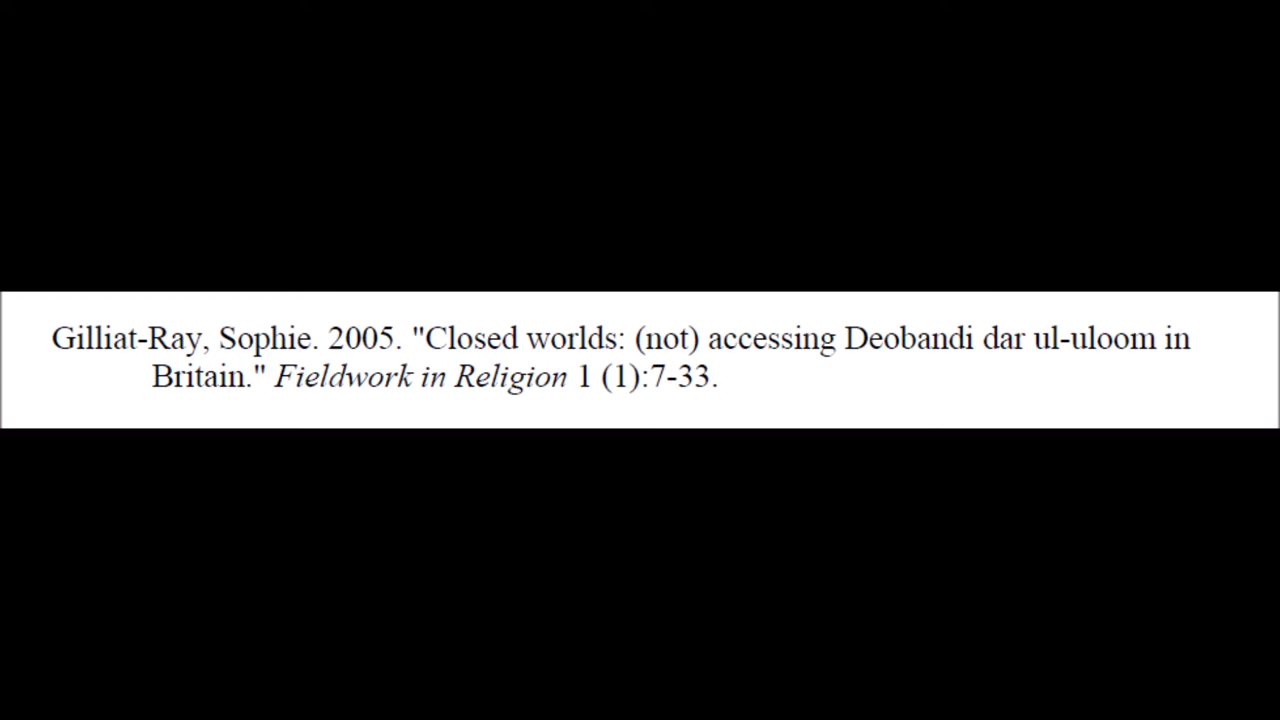 Gilliat-Ray, Sophie. 2005. "Closed worlds: (not) accessing Deobandi dar ul-uloom in
Britain." Fieldwork in Religion 1 (1):7-33.